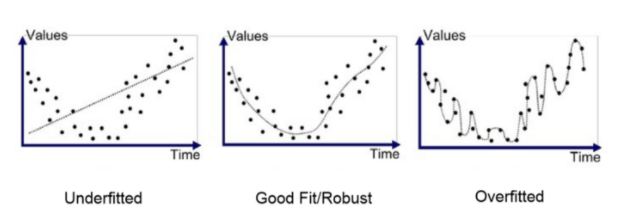 Values
Time
Underfitted
Values
Time
Good Fit/Robust
Values
Time
Overfitted